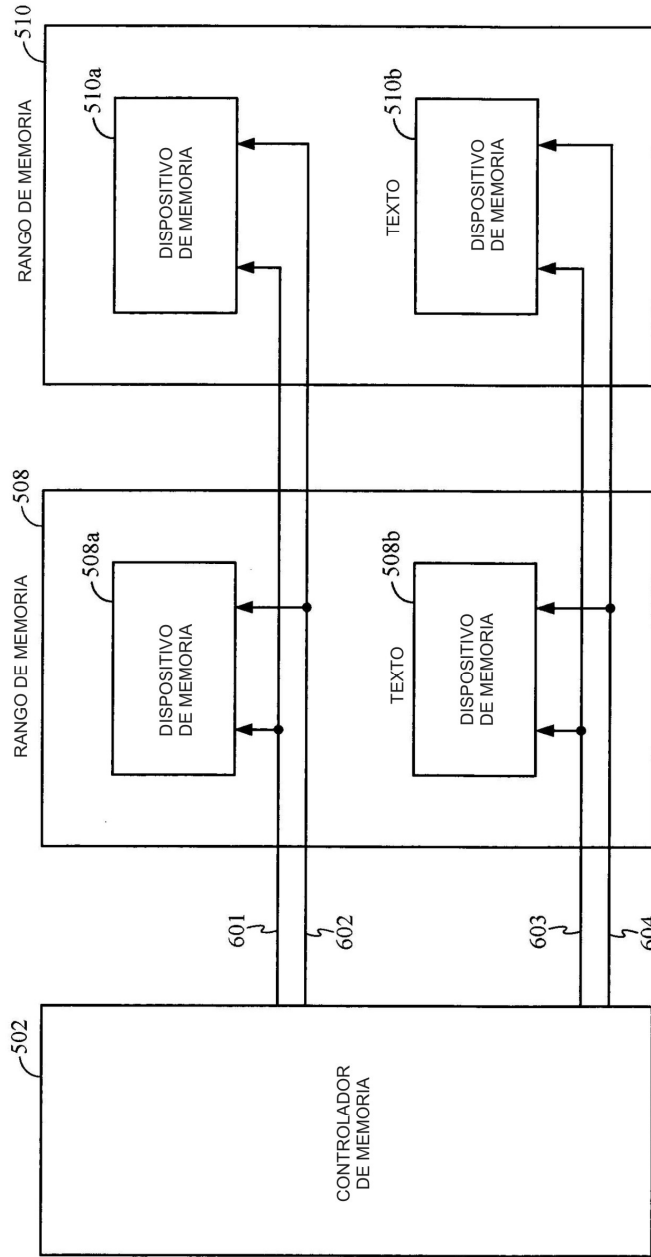 502
CONTROLADOR
DE MEMORIA
601
602
603
604
RANGO DE MEMORIA
508
508a
DISPOSITIVO
DE MEMORIA
TEXTO
508b
DISPOSITIVO
DE MEMORIA
RANGO DE MEMORIA
510
510a
DISPOSITIVO
DE MEMORIA
TEXTO
510b
DISPOSITIVO
DE MEMORIA